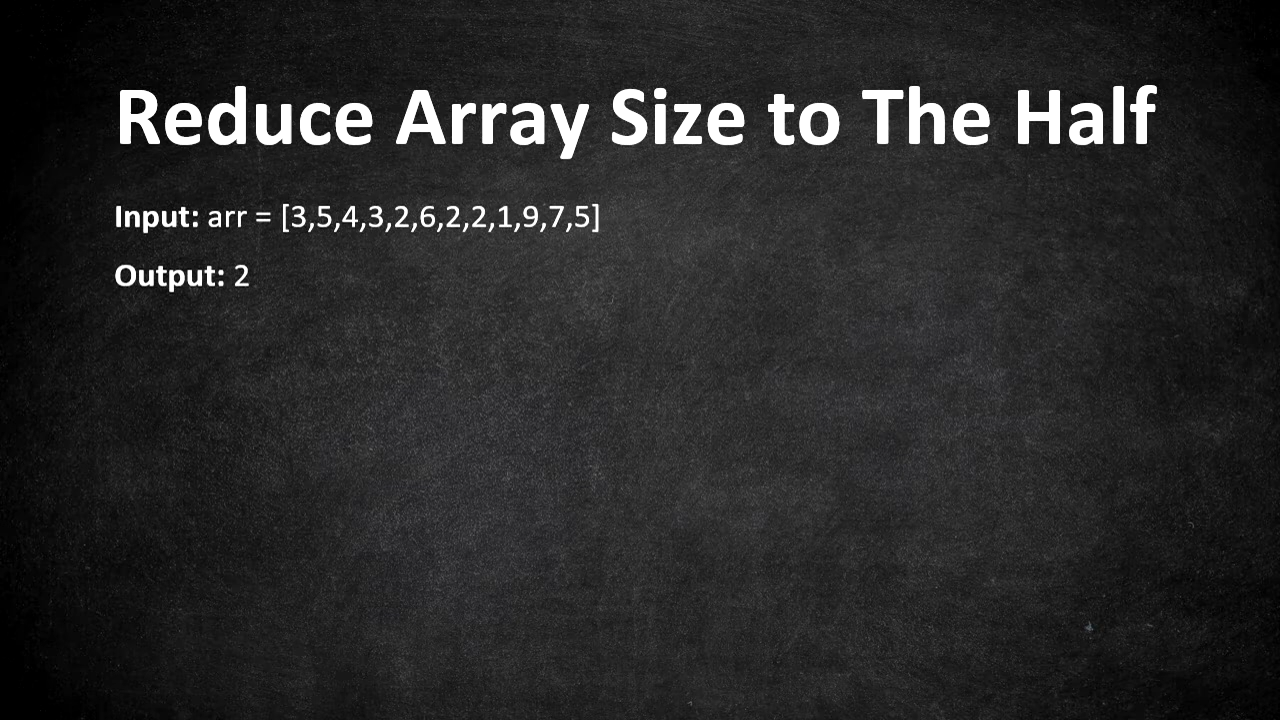 Reduce Array Size to The Half
Input: arr = [3,5,4,3,2,6,2,2,1,9,7,5]
Output: 2